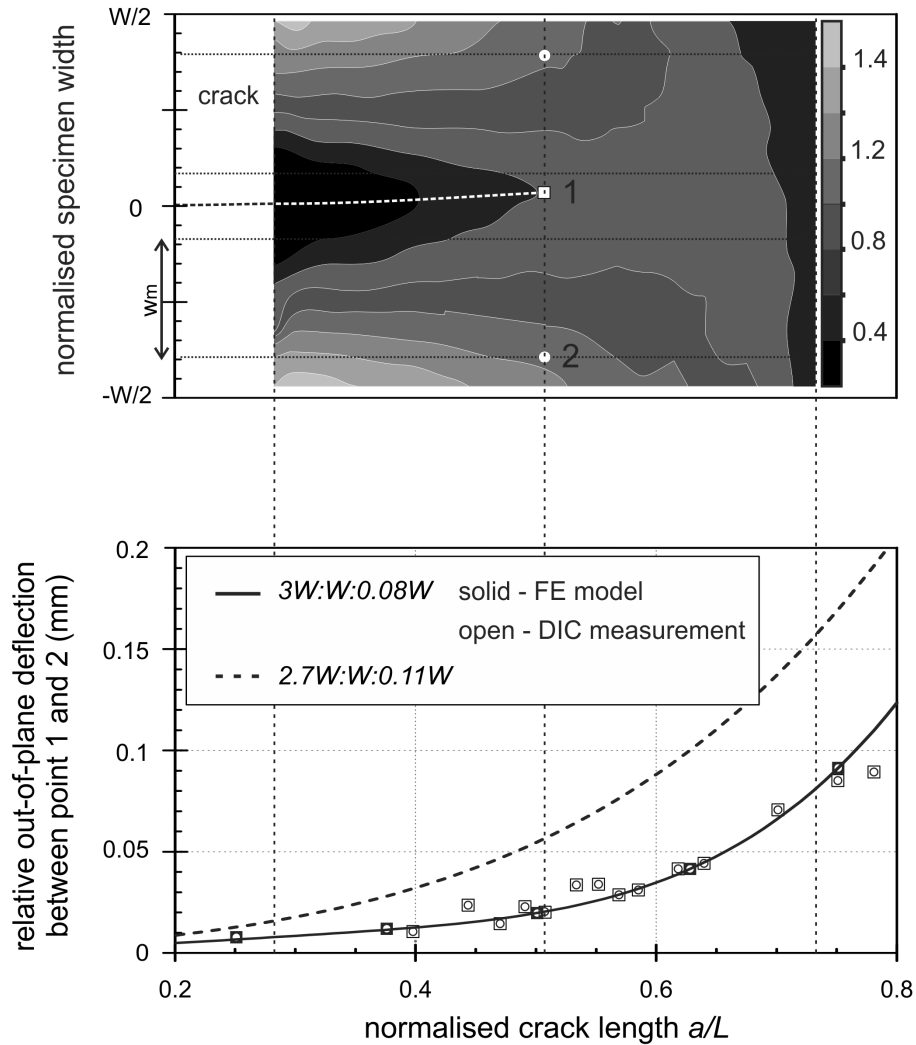 W/2
0
-W/2
normalised specimen width
wm
crack
1
2
1.4
1.2
0.8
0.4
0.2
0.15
0.1
0.05
0
relative out-of-plane deflection
between point 1 and 2 (mm)
3W:W:0.08W solid - FE model
open - DIC measurement
2.7W:W:0.11W
0.2 0.4 0.6 0.8
normalised crack length a/L